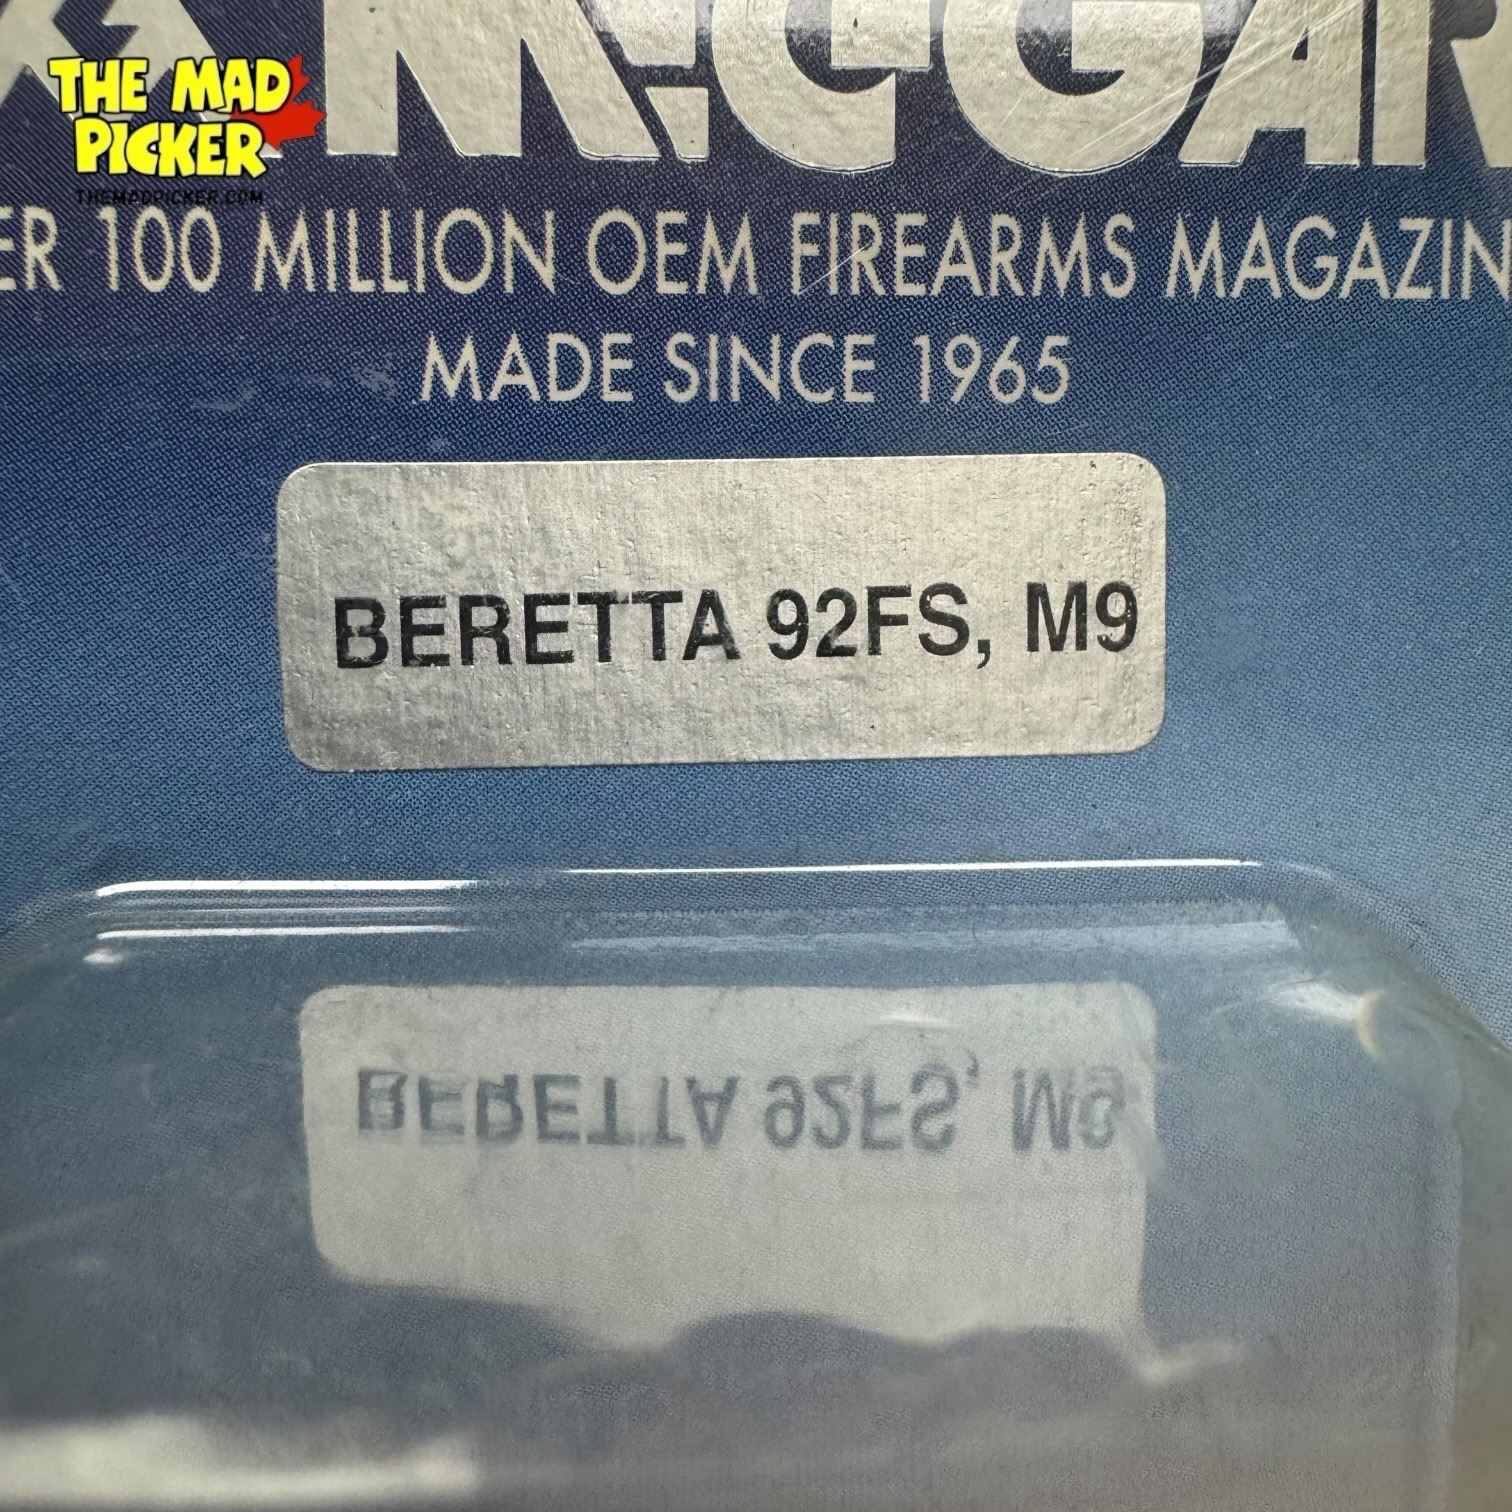 THE MAD
PICKER
THEMADPICKER.COM
ER 100 MILLION OEM FIREARMS MAGAZIN
MADE SINCE 1965
BERETTA 92FS, M9
BERETTA 92FS, M9